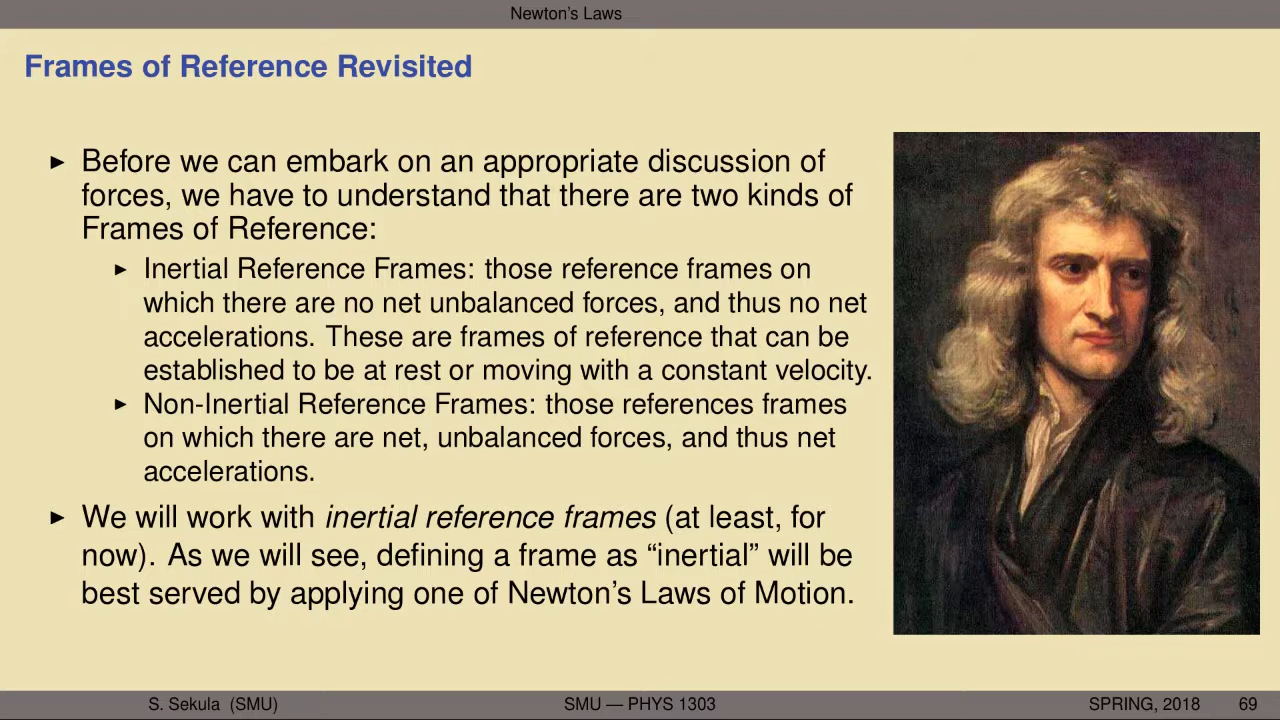 Newton's Laws
Frames of Reference Revisited
▶ Before we can embark on an appropriate discussion of
forces, we have to understand that there are two kinds of
Frames of Reference:
▶ Inertial Reference Frames: those reference frames on
which there are no net unbalanced forces, and thus no net
accelerations. These are frames of reference that can be
established to be at rest or moving with a constant velocity.
▶ Non-Inertial Reference Frames: those references frames
on which there are net, unbalanced forces, and thus net
accelerations.
▶ We will work with inertial reference frames (at least, for
now). As we will see, defining a frame as “inertial” will be
best served by applying one of Newton's Laws of Motion.
S. Sekula (SMU) SMU — PHYS 1303 SPRING, 2018 69